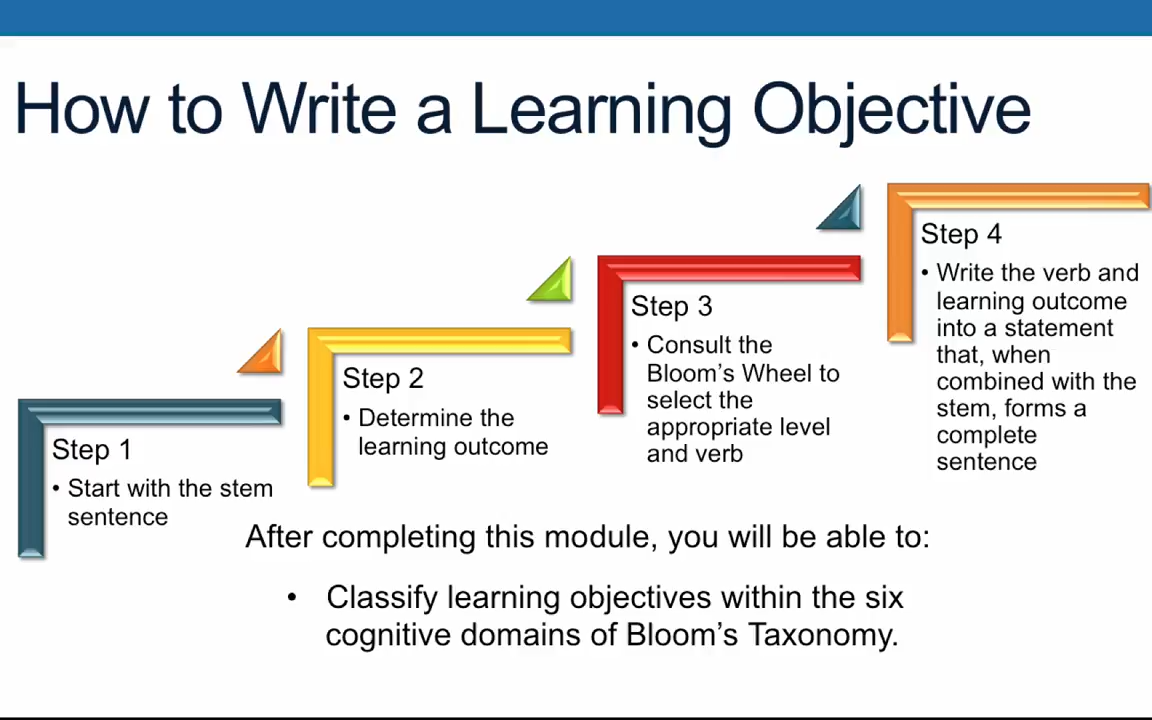 How to Write a Learning Objective
Step 1
• Start with the stem
sentence
Step 2
• Determine the
learning outcome
Step 3
• Consult the
Bloom’s Wheel to
select the
appropriate level
and verb
Step 4
• Write the verb and
learning outcome
into a statement
that, when
combined with the
stem, forms a
complete
sentence
After completing this module, you will be able to:
• Classify learning objectives within the six
cognitive domains of Bloom’s Taxonomy.